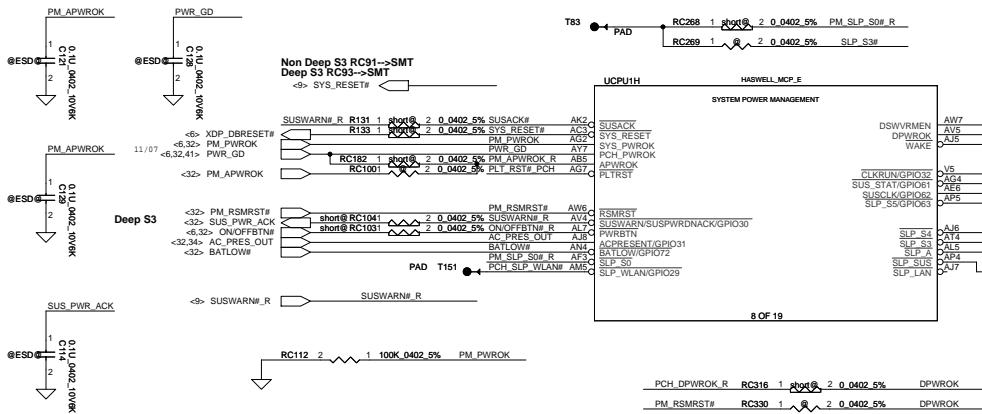 PM_APWROK
PWR_GD
@ESD@
1
2
C121
0.1U_0402_10V6K
@ESD@
1
2
C128
0.1U_0402_10V6K
T83
PAD
RC268 1 short@ 2 0_0402_5% PM_SLP_S0#_R
RC269 1 @ 2 0_0402_5% SLP_S3#
Non Deep S3 RC91-->SMT
Deep S3 RC93-->SMT
<9> SYS_RESET#
UCPU1H
HASWELL_MCP_E
SYSTEM POWER MANAGEMENT
SUSWARN#_R R131 1 short@ 2 0_0402_5% SUSACK# AK2 SUSACK
<6> XDP_DBRESET# R133 1 short@ 2 0_0402_5% SYS_RESET# AC3 SYS_RESET
<6,32> PM_PWROK PM_PWROK AG2 SYS_PWROK
11/07 <6,32,41> PWR_GD PWR_GD AY7 PCH_PWROK
RC182 1 short@ 2 0_0402_5% PM_APWROK_R AB5 APWROK
<32> PM_APWROK RC1001 @ 2 0_0402_5% PLT_RST#_PCH AG7 PLTRST
DSWVRMEN AW7
DPWROK AV5
WAKE AJ5
CLKRUN/GPIO32 V5
SUS_STAT/GPIO61 AG4
SUSCLK/GPIO62 AE6
SLP_S5/GPIO63 AP5
PM_APWROK
@ESD@
1
2
C129
0.1U_0402_10V6K
Deep S3
<32> PM_RSMRST# PM_RSMRST# AW6 RSMRST
<32> SUS_PWR_ACK short@ RC1041 2 0_0402_5% SUSWARN#_R AV4 SUSWARN/SUSPWRDNACK/GPIO30
<6,32> ON/OFFBTN# short@ RC1031 2 0_0402_5% ON/OFFBTN#_R AL7 PWRBTN
<32,34> AC_PRES_OUT AC_PRES_OUT AJ8 ACPRESENT/GPIO31
<32> BATLOW# BATLOW# AN4 BATLOW/GPIO72
PM_SLP_S0#_R AF3 SLP_S0
PAD T151 PCH_SLP_WLAN# AM5 SLP_WLAN/GPIO29
SLP_S4 AJ6
SLP_S3 AT4
SLP_A AL5
SLP_SUS AP4
SLP_LAN AJ7
<9> SUSWARN#_R SUSWARN#_R
8 OF 19
SUS_PWR_ACK
@ESD@
1
2
C114
0.1U_0402_10V6K
RC112 2 1 100K_0402_5% PM_PWROK
PCH_DPWROK_R RC316 1 short@ 2 0_0402_5% DPWROK
PM_RSMRST# RC330 1 @ 2 0_0402_5% DPWROK